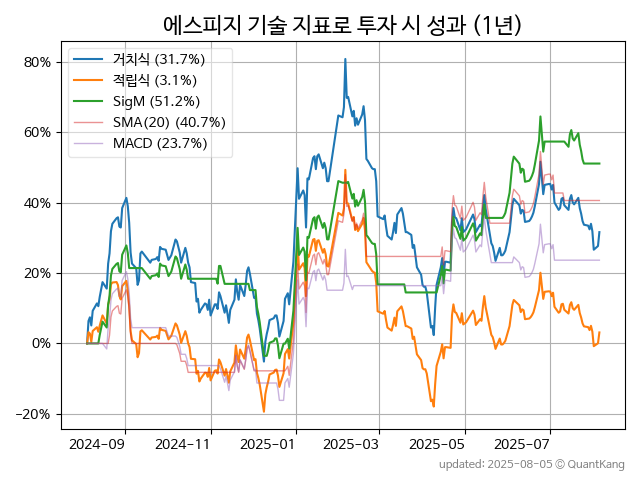 에스피지 기술 지표로 투자 시 성과 (1년)
80%
60%
40%
20%
0%
−20%
거치식 (31.7%)
적립식 (3.1%)
SigM (51.2%)
SMA(20) (40.7%)
MACD (23.7%)
2024−09
2024−11
2025−01
2025−03
2025−05
2025−07
updated: 2025-08-05 © QuantKang